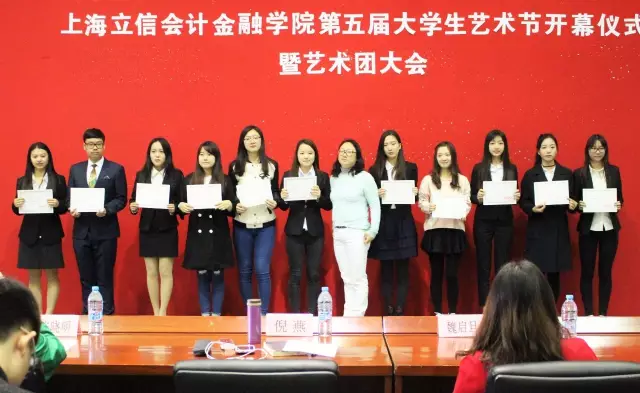 上海立信会计金融学院第五届大学生艺术节开幕仪式
暨艺术团大会
倪燕